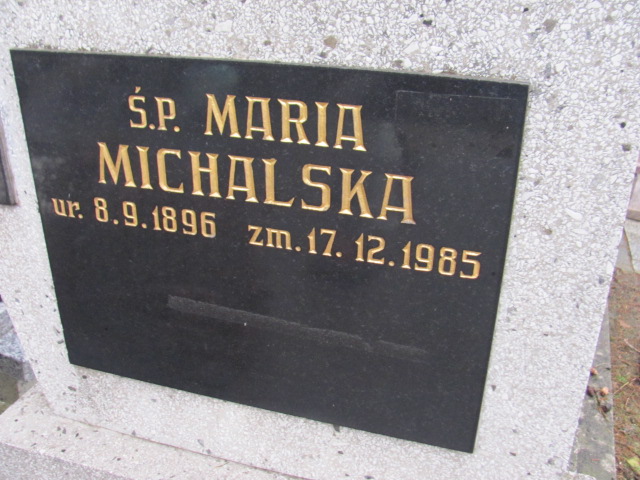 Ś.P. MARIA
MICHALSKA
ur. 8.9.1896 zm. 17.12.1985